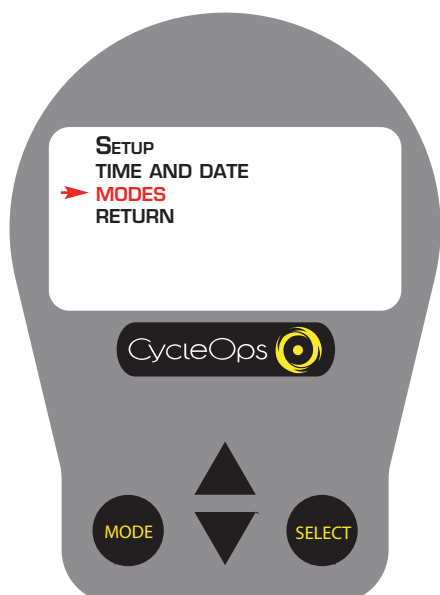 SETUP
TIME AND DATE
MODES
RETURN
CycleOps
MODE
SELECT